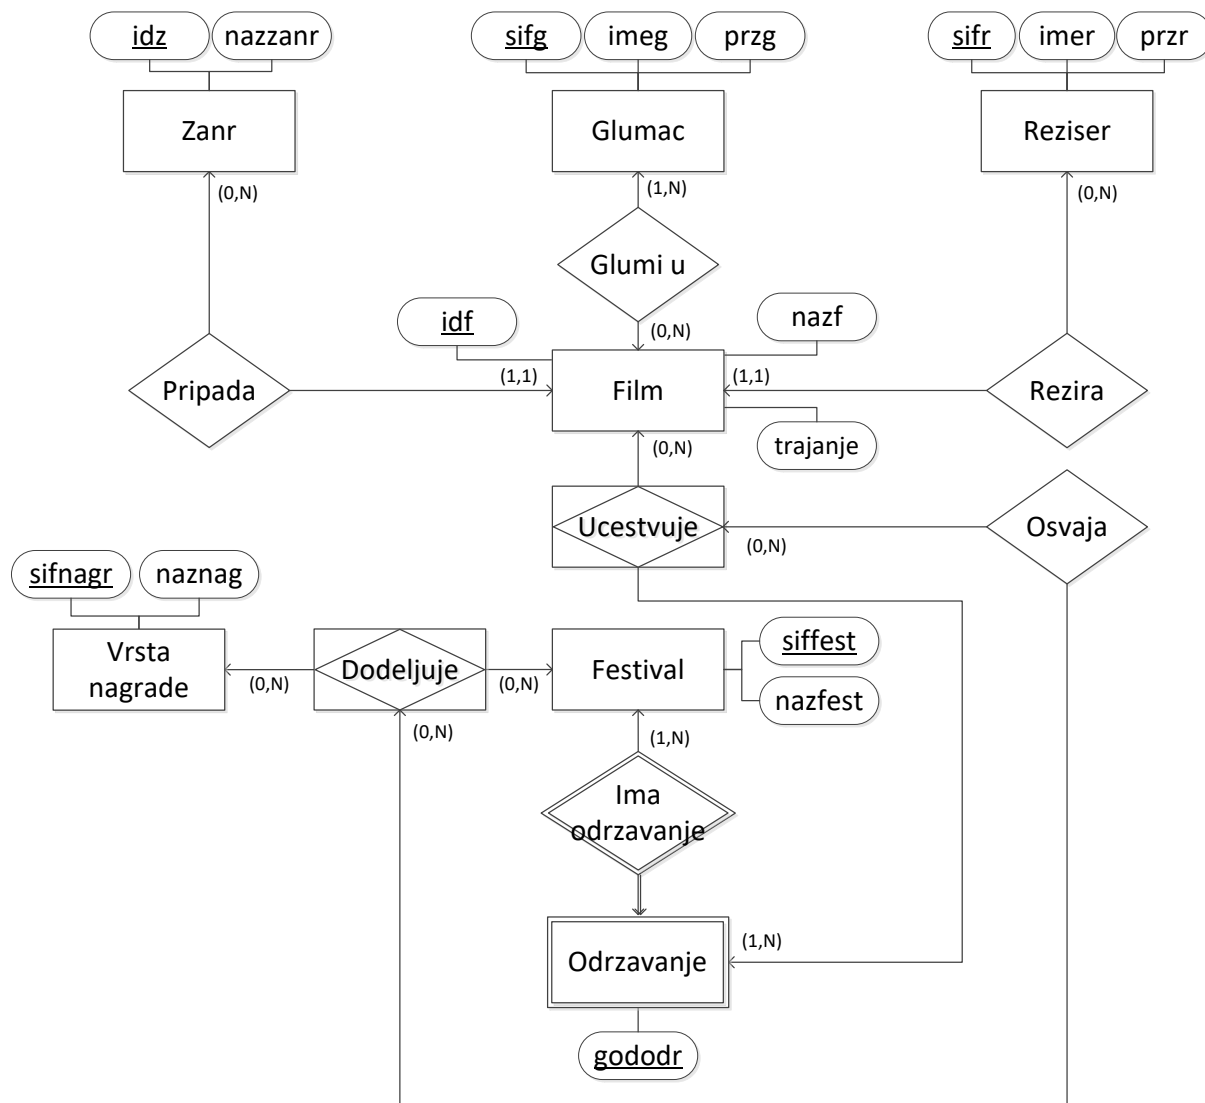 idz nazzanr sifg imeg przg sifr imer przr
Zanr Glumac Reziser
(0,N) (1,N) (0,N)
Glumi u
idf nazf
(0,N)
Pripada (1,1) Film (1,1) Rezira
trajanje
(0,N)
Ucestvuje Osvaja
(0,N)
sifnagr naznag
Vrsta
nagrade
(0,N)
Dodeljuje
(0,N)
Festival
siffest
nazfest
(0,N)
(1,N)
Ima
odrzavanje
(1,N)
Odrzavanje
gododr